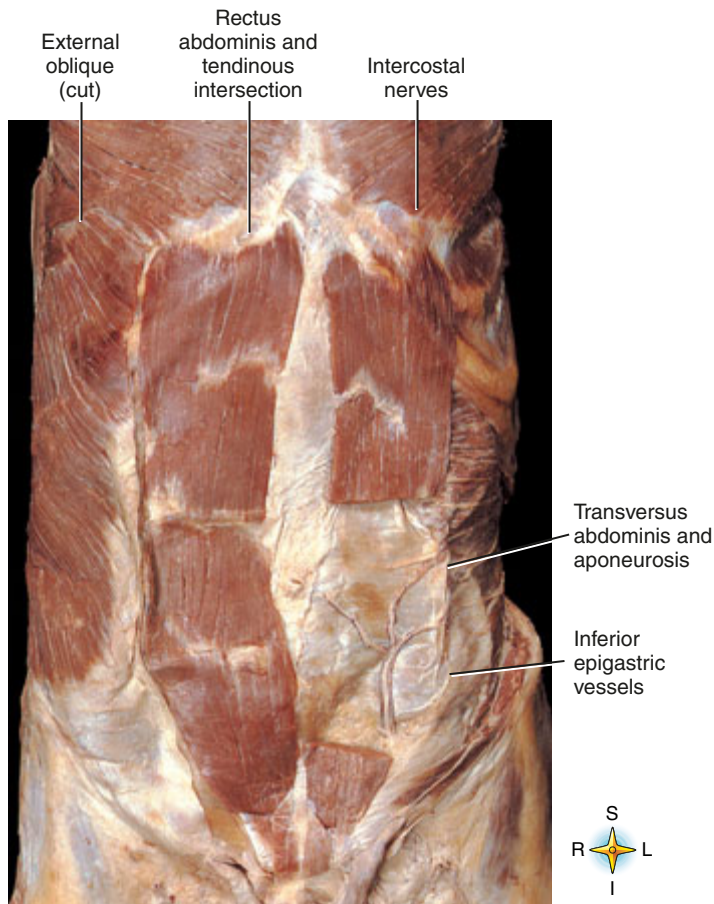 External
oblique
(cut)
Rectus
abdominis and
tendinous
intersection
Intercostal
nerves
Transversus
abdominis and
aponeurosis
Inferior
epigastric
vessels
S
R L
I